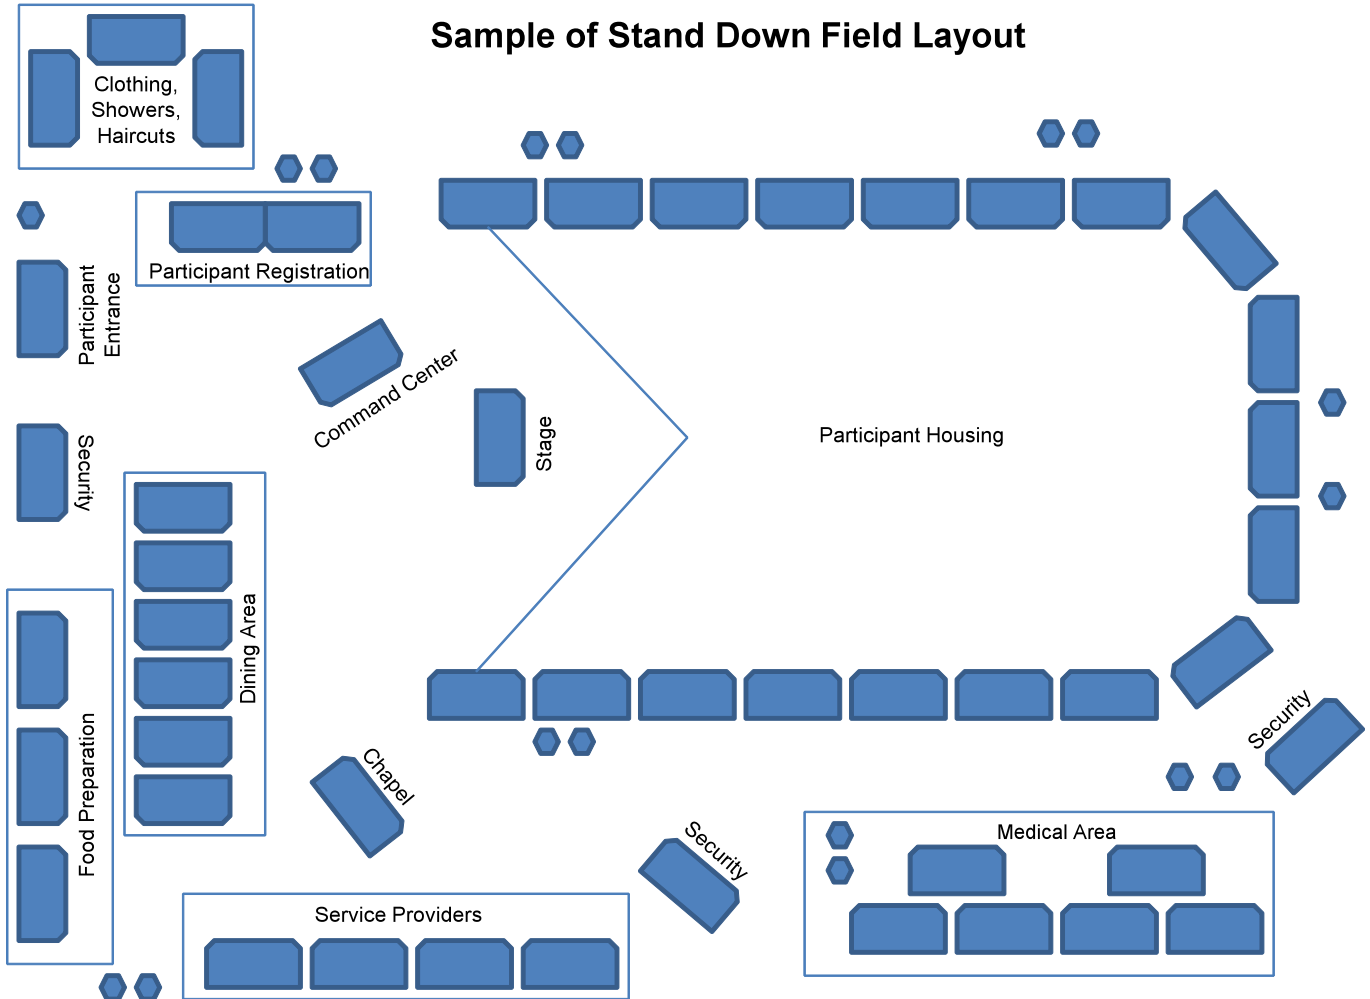 Sample of Stand Down Field Layout
Clothing,
Showers,
Haircuts
Participant Registration
Participant
Entrance
Command Center
Security
Stage
Participant Housing
Dining Area
Food Preparation
Chapel
Security
Security
Medical Area
Service Providers